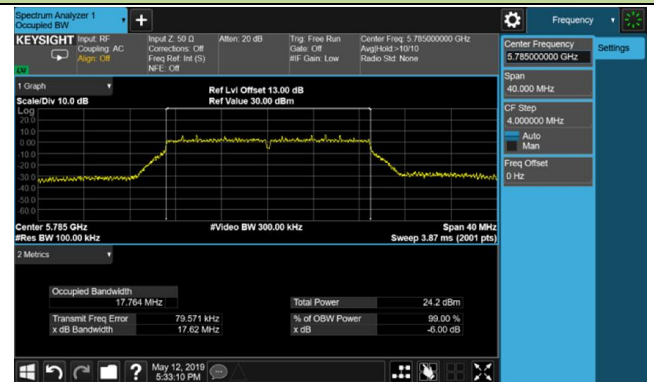 Spectrum Analyzer 1
Occupied BW
Frequency
KEYSIGHT
Input: RF
Coupling: AC
Align: Off
Input Z: 50 Ω
Corrections: Off
Freq Ref: Int (S)
NFE: Off
Atten: 20 dB
Trig: Free Run
Gate: Off
#IF Gain: Low
Center Freq: 5.785000000 GHz
Avg|Hold:>10/10
Radio Std: None
LXI
Center Frequency
5.785000000 GHz
Settings
Span
40.000 MHz
CF Step
4.000000 MHz
Auto
Man
Freq Offset
0 Hz
1 Graph
Scale/Div 10.0 dB
Ref Lvl Offset 13.00 dB
Ref Value 30.00 dBm
Log
20.0
10.0
0.00
-10.0
-20.0
-30.0
-40.0
-50.0
-60.0
Center 5.785 GHz
#Res BW 100.00 kHz
#Video BW 300.00 kHz
Span 40 MHz
Sweep 3.87 ms (2001 pts)
2 Metrics
Occupied Bandwidth
17.764 MHz
Transmit Freq Error 79.571 kHz
x dB Bandwidth 17.62 MHz
Total Power 24.2 dBm
% of OBW Power 99.00 %
x dB -6.00 dB
?
May 12, 2019
5:33:10 PM